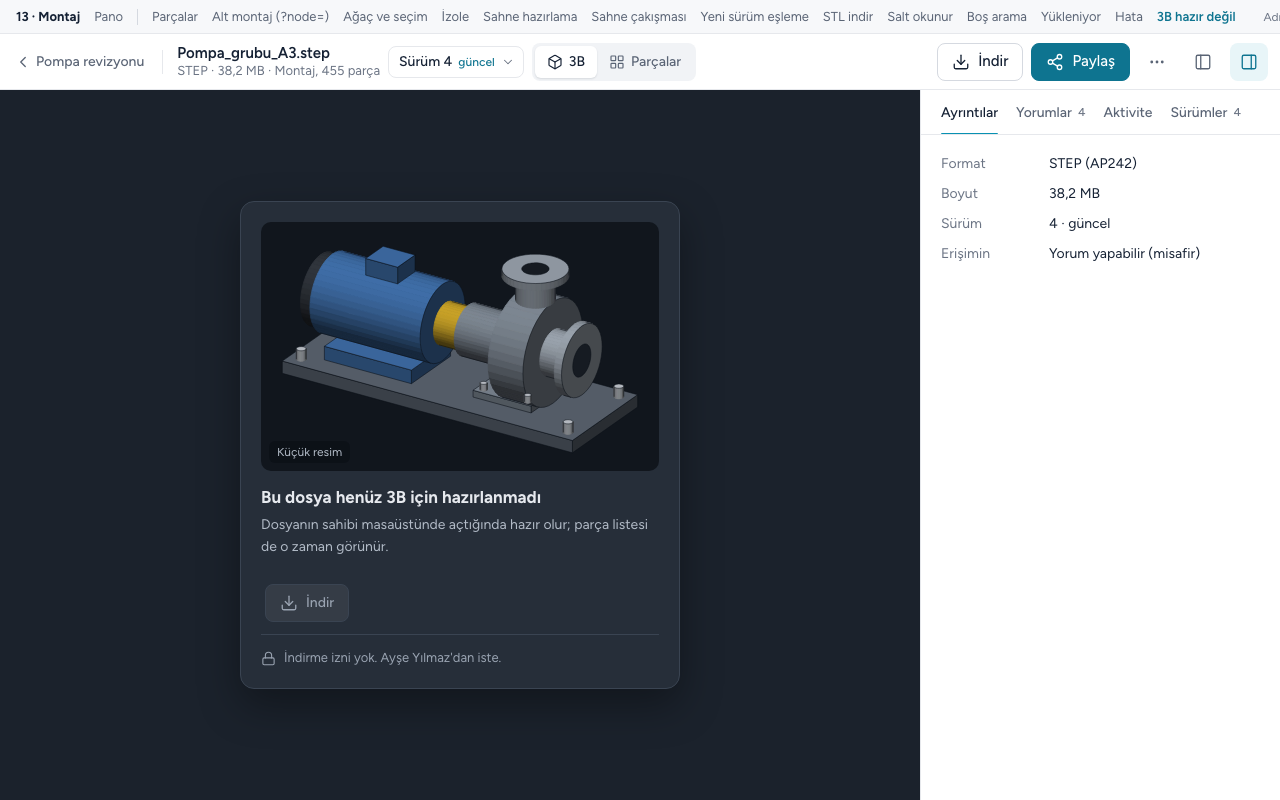 13 · Montaj Pano Parçalar Alt montaj (?node=) Ağaç ve seçim İzole Sahne hazırlama Sahne çakışması Yeni sürüm eşleme STL indir Salt okunur Boş arama Yükleniyor Hata 3B hazır değil
Pompa revizyonu
Pompa_grubu_A3.step
STEP · 38,2 MB · Montaj, 455 parça
Sürüm 4 güncel
3B
Parçalar
İndir
Paylaş
Ayrıntılar Yorumlar 4 Aktivite Sürümler 4
Format STEP (AP242)
Boyut 38,2 MB
Sürüm 4 · güncel
Erişimin Yorum yapabilir (misafir)
Küçük resim
Bu dosya henüz 3B için hazırlanmadı
Dosyanın sahibi masaüstünde açtığında hazır olur; parça listesi
de o zaman görünür.
İndir
İndirme izni yok. Ayşe Yılmaz'dan iste.